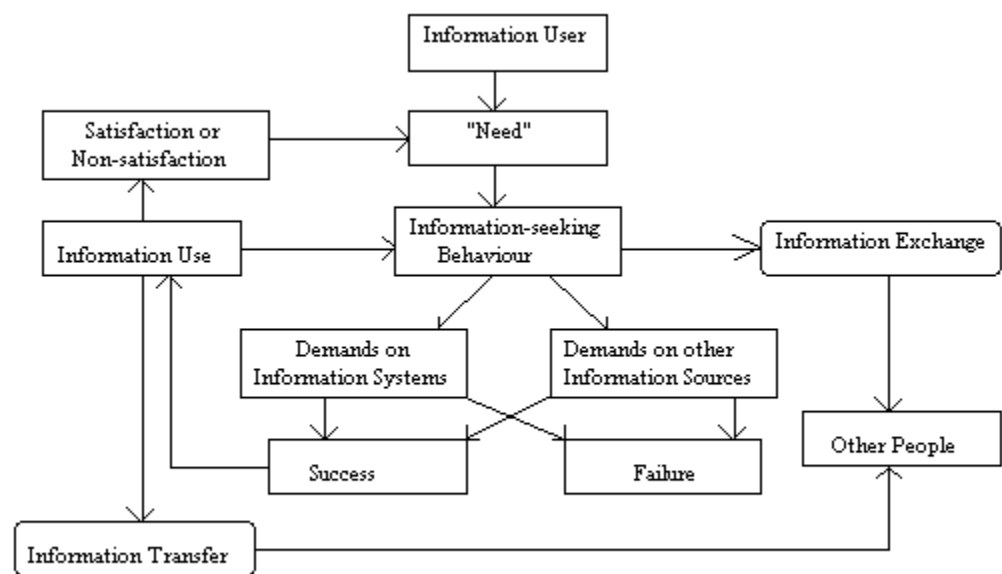 Information User
Satisfaction or
Non-satisfaction
"Need"
Information Use
Information-seeking
Behaviour
Information Exchange
Demands on
Information Systems
Demands on other
Information Sources
Success
Failure
Other People
Information Transfer